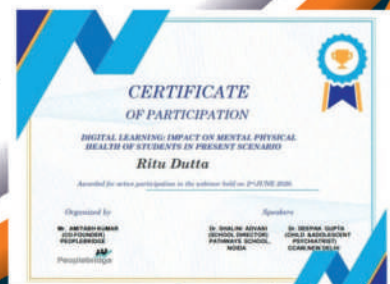 CERTIFICATE
OF PARTICIPATION
DIGITAL LEARNING: IMPACT ON MENTAL PHYSICAL
HEALTH OF STUDENTS IN PRESENT SCENARIO
Ritu Dutta
Awarded for active participation in the webinar held on 2nd JUNE 2020.
Organized by
Mr. AMITABH KUMAR
(CO FOUNDER)
PEOPLEBRIDGE
Peoplebridge
Speakers
Dr. SHALINI ADVANI
(SCHOOL DIRECTOR)
PATHWAYS SCHOOL,
NOIDA
Dr. DEEPAK GUPTA
(CHILD &ADOLESCENT
PSYCHIATRIST)
CCAW,NEW DELHI